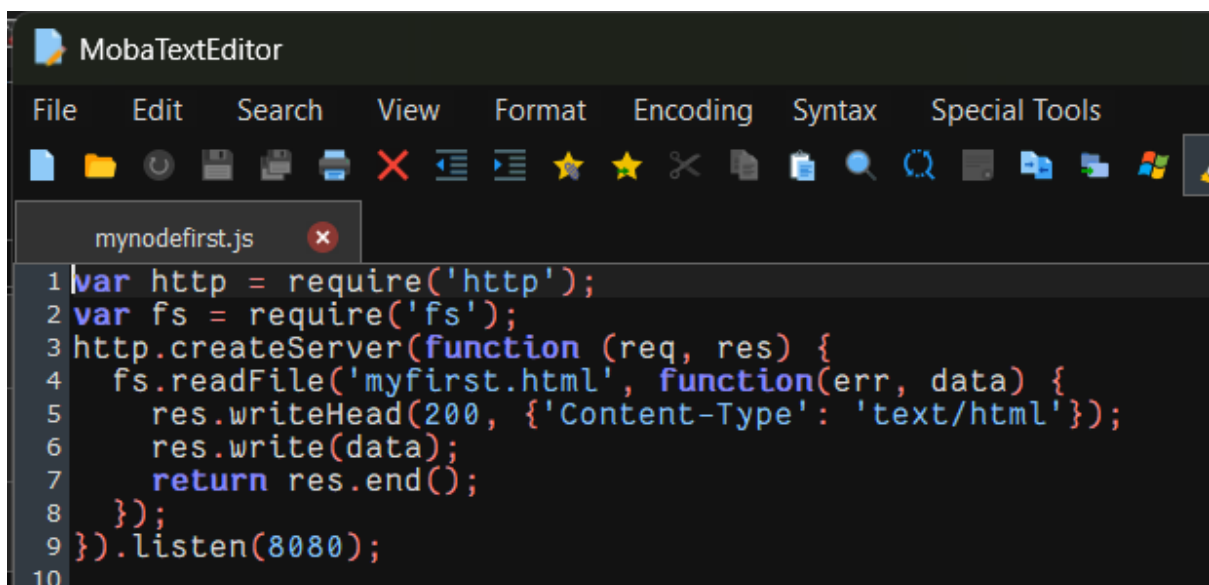 MobaTextEditor
File Edit Search View Format Encoding Syntax Special Tools
mynodefirst.js
1 var http = require('http');
2 var fs = require('fs');
3 http.createServer(function (req, res) {
4   fs.readFile('myfirst.html', function(err, data) {
5     res.writeHead(200, {'Content-Type': 'text/html'});
6     res.write(data);
7     return res.end();
8   });
9 }).listen(8080);
10